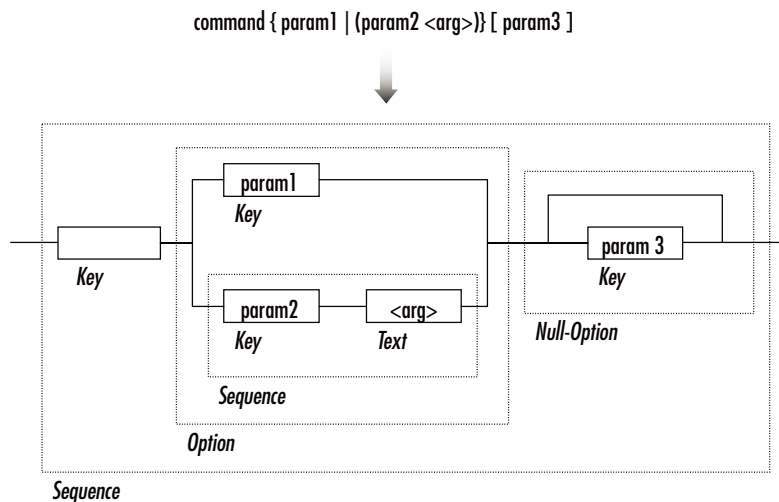 command { param1 | (param2 <arg>)} [ param3 ]
param1
Key
Key
param 3
Key
param2
<arg>
Key
Text
Null-Option
Sequence
Option
Sequence